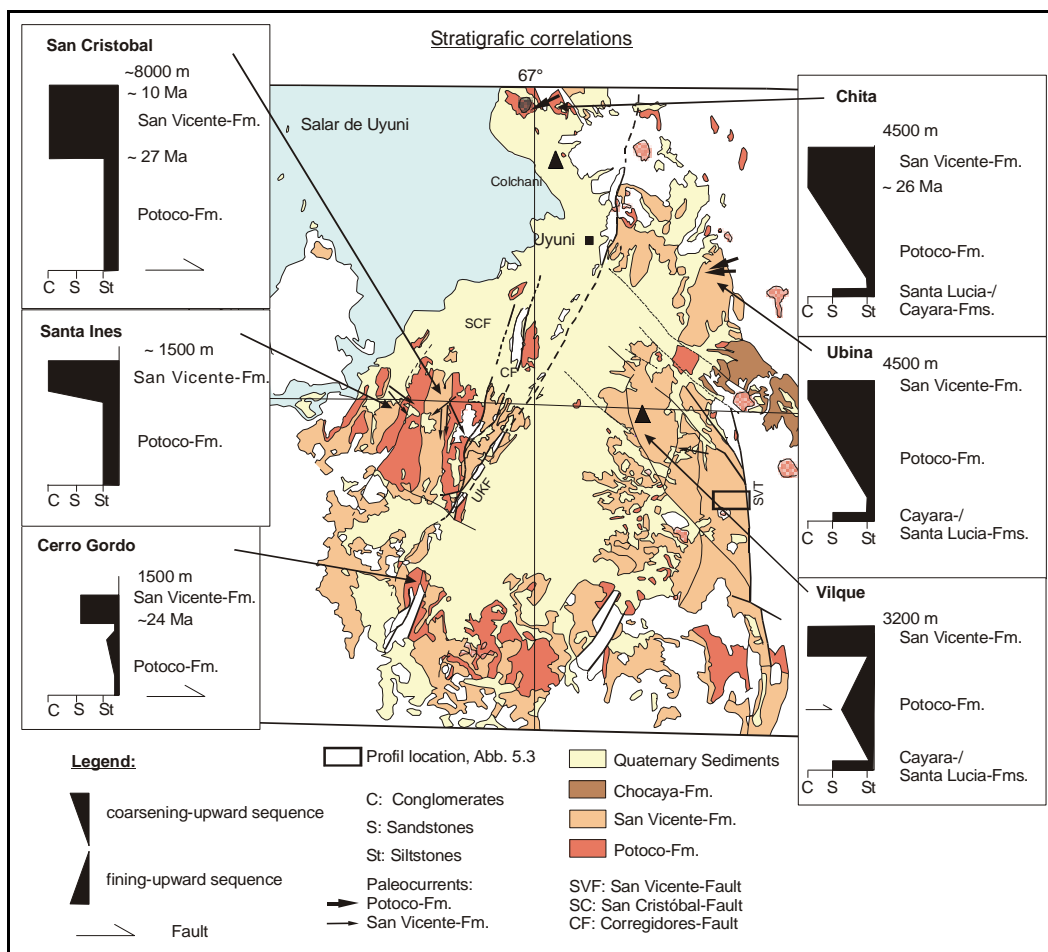 Stratigrafic correlations
San Cristobal
~8000 m
~ 10 Ma
San Vicente-Fm.
~ 27 Ma
Potoco-Fm.
C S St
Santa Ines
~ 1500 m
San Vicente-Fm.
Potoco-Fm.
C S St
Cerro Gordo
1500 m
San Vicente-Fm.
~24 Ma
Potoco-Fm.
C S St
67°
Salar de Uyuni
Colchani
Uyuni
SCF
CF
UKF
SVT
Chita
4500 m
San Vicente-Fm.
~ 26 Ma
Potoco-Fm.
Santa Lucia-/
Cayara-Fms.
C S St
Ubina
4500 m
San Vicente-Fm.
Potoco-Fm.
Cayara-/
Santa Lucia-Fms.
C S St
Vilque
3200 m
San Vicente-Fm.
Potoco-Fm.
Cayara-/
Santa Lucia-Fms.
C S St
Legend:
coarsening-upward sequence
fining-upward sequence
Fault
Profil location, Abb. 5.3
C: Conglomerates
S: Sandstones
St: Siltstones
Paleocurrents:
Potoco-Fm.
San Vicente-Fm.
Quaternary Sediments
Chocaya-Fm.
San Vicente-Fm.
Potoco-Fm.
SVF: San Vicente-Fault
SC: San Cristóbal-Fault
CF: Corregidores-Fault